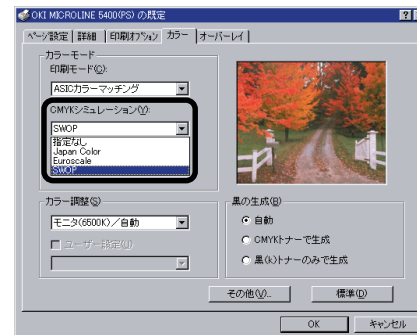 OKI MICROLINE 5400(PS) の既定
ページ設定 詳細 印刷オプション カラー オーバーレイ
カラーモード
印刷モード(C):
ASICカラーマッチング
CMYKシミュレーション(Y):
SWOP
指定なし
Japan Color
Euroscale
SWOP
カラー調整(S)
モニタ(6500K)/自動
ユーザー設定(U)
黒の生成(B)
自動
CMYKトナーで生成
黒(k)トナーのみで生成
その他(V)...
標準(D)
OK
キャンセル